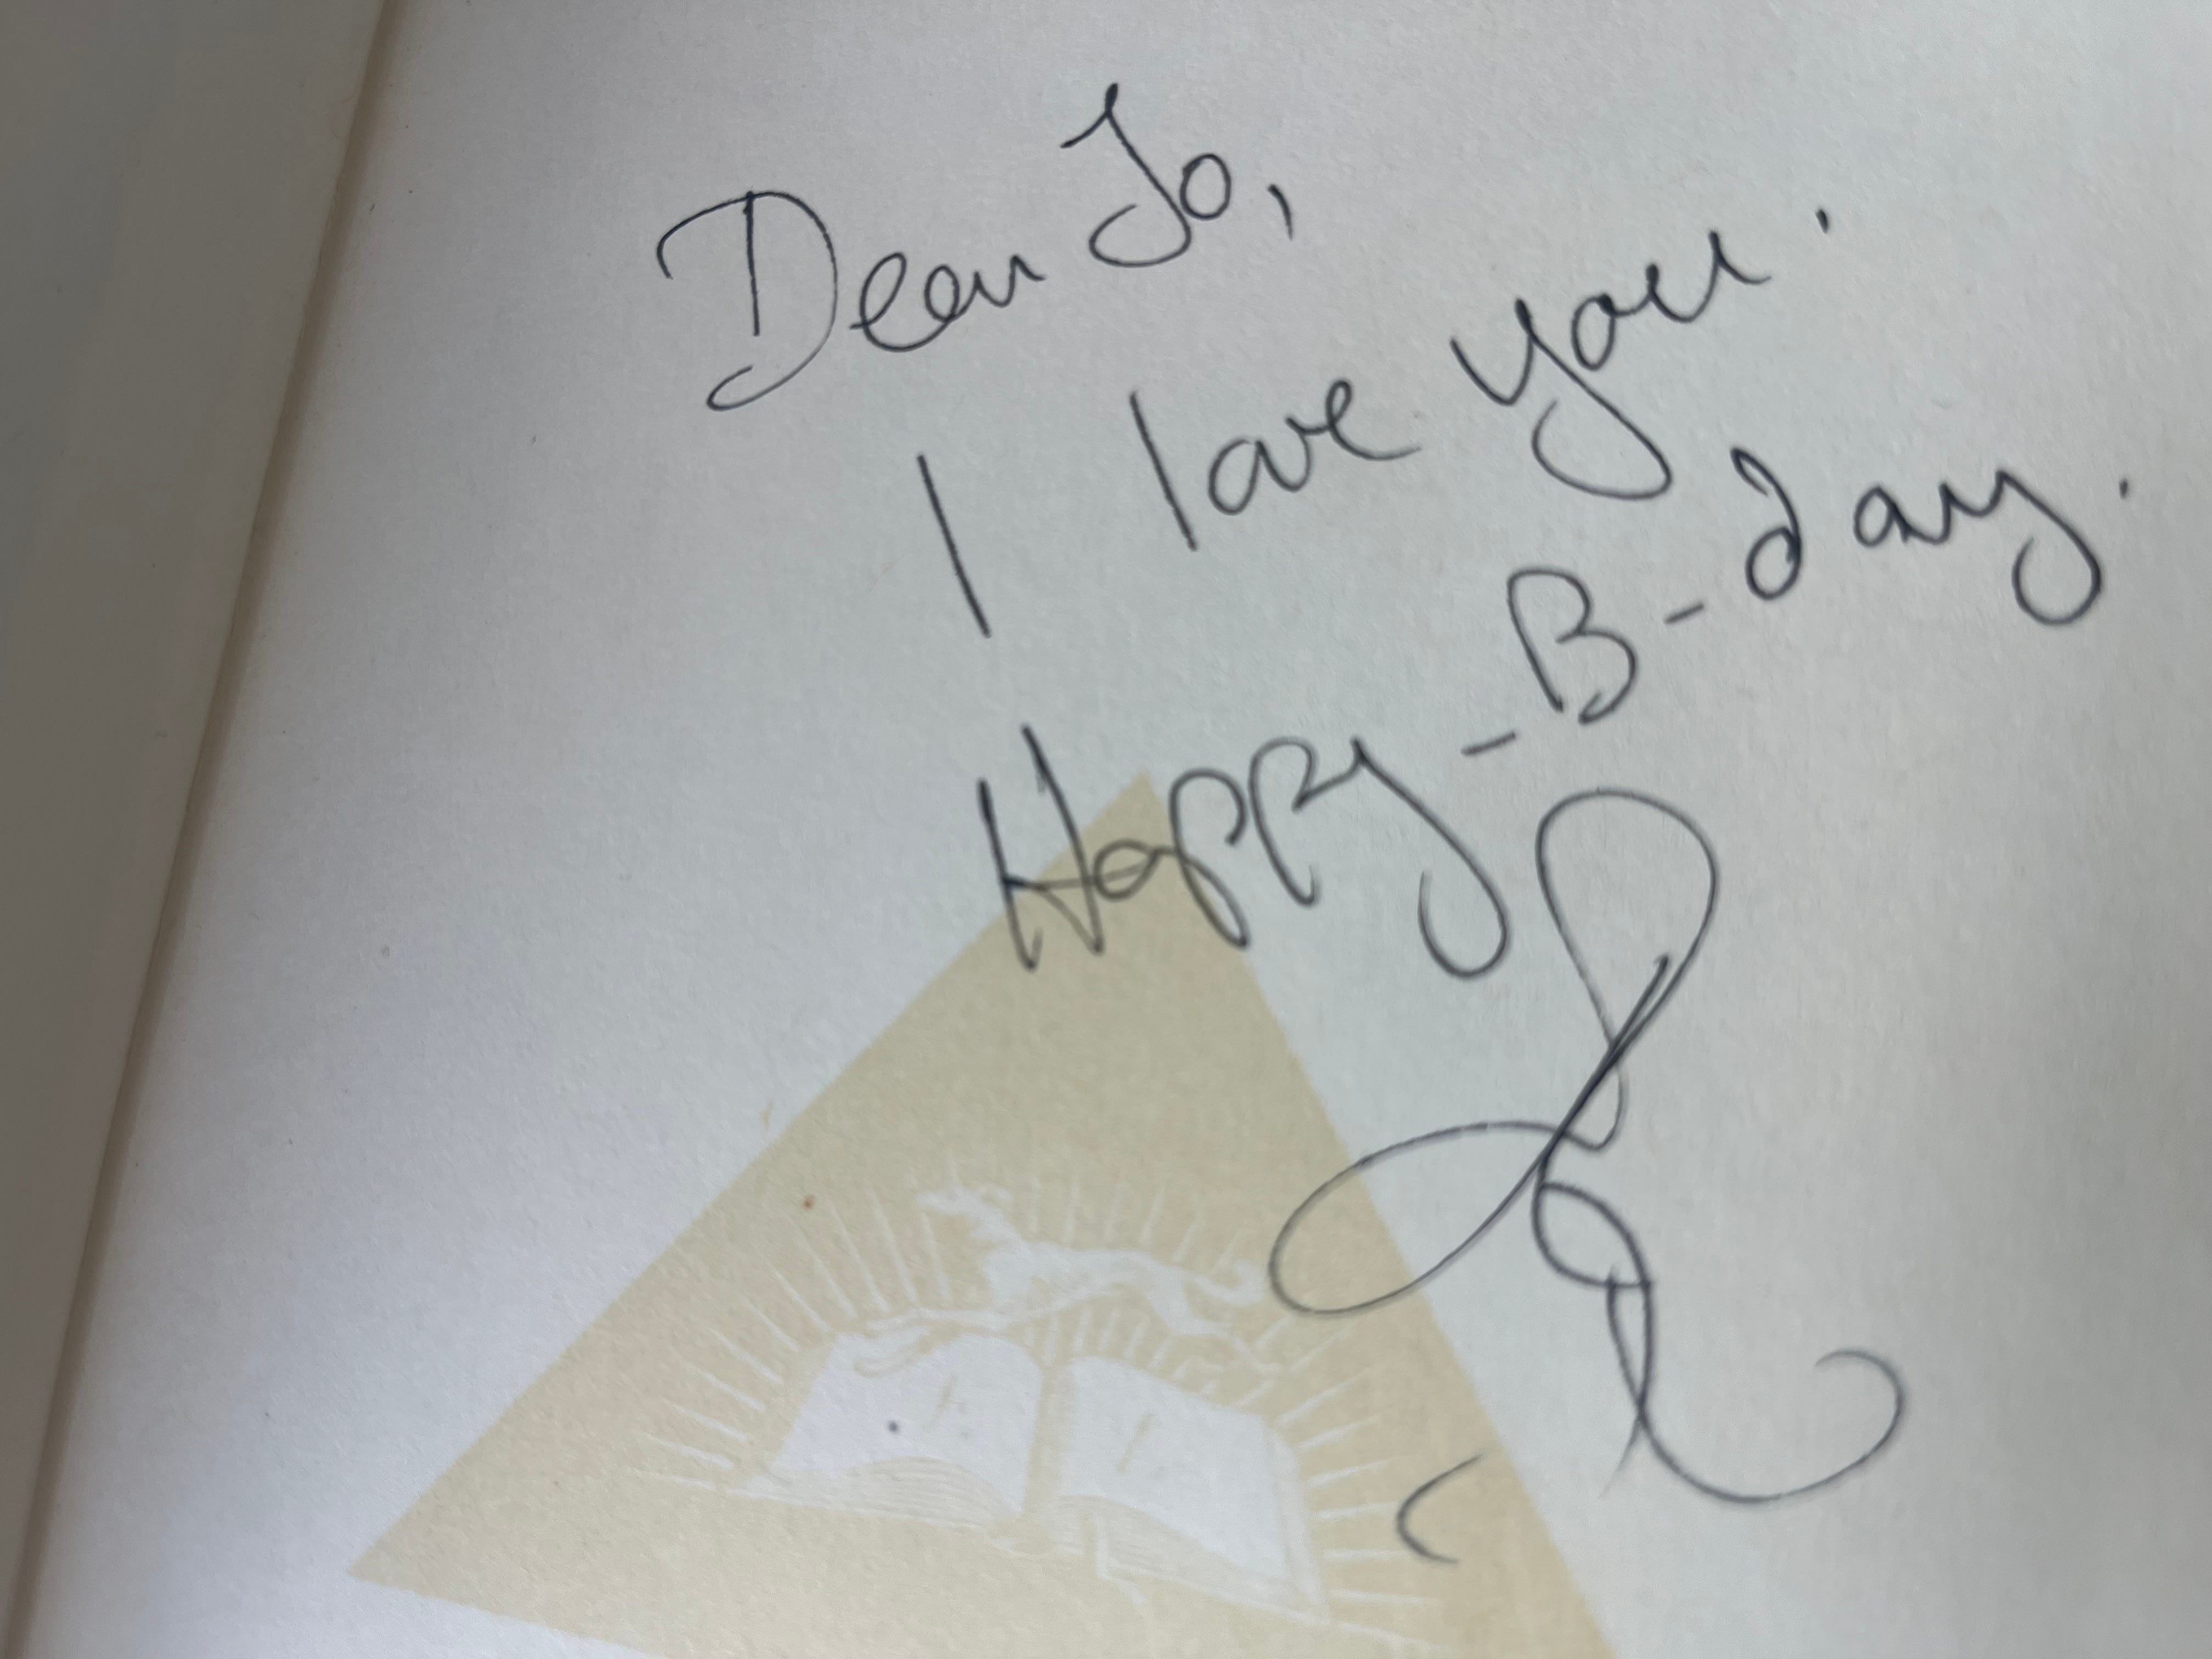 Dear Jo,
I love you.
Happy-B-day.